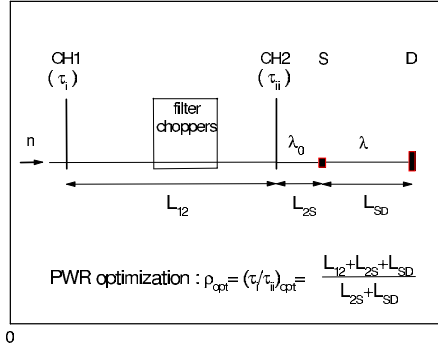 CH1 CH2 S D
(τi) (τii)
filter
choppers
n λ0 λ
L12 L2S LSD
PWR optimization : ρopt= (τi/τii)opt= L12+L2S+LSD
L2S+LSD
0